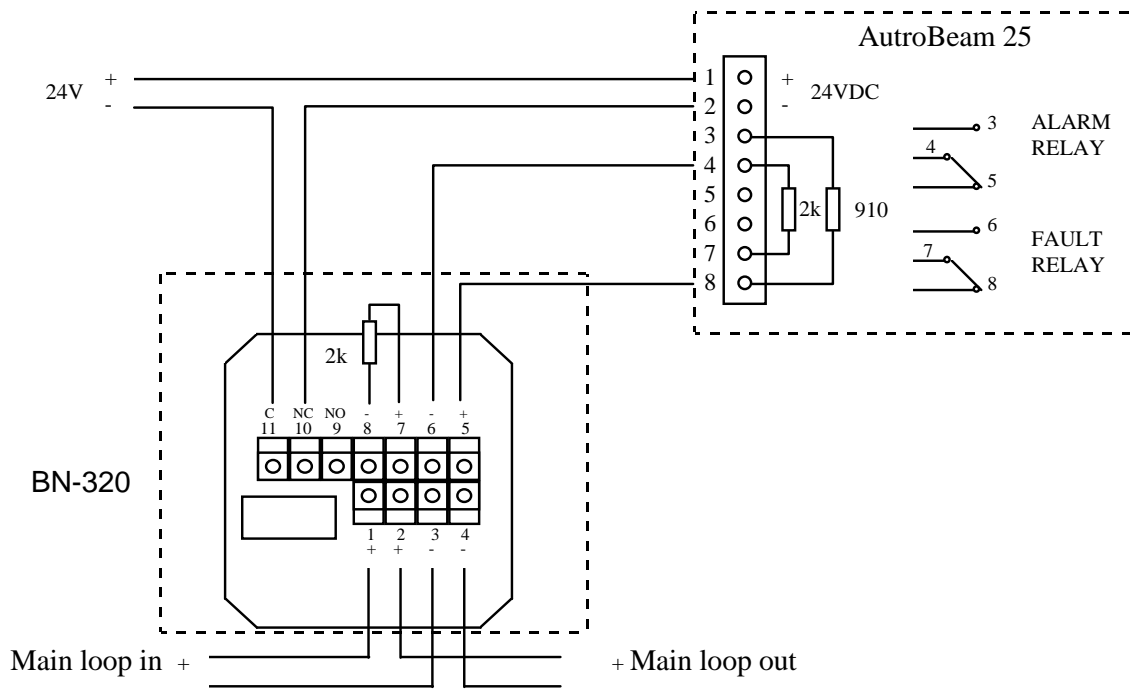 AutroBeam 25
24V + -
1 + 24VDC
2 -
3
4
5
6
7
8
2k 910
3 ALARM
4 RELAY
5
6 FAULT
7 RELAY
8
2k
C NC NO - + - +
11 10 9 8 7 6 5
BN-320
1 2 3 4
+ + - -
Main loop in +
+ Main loop out